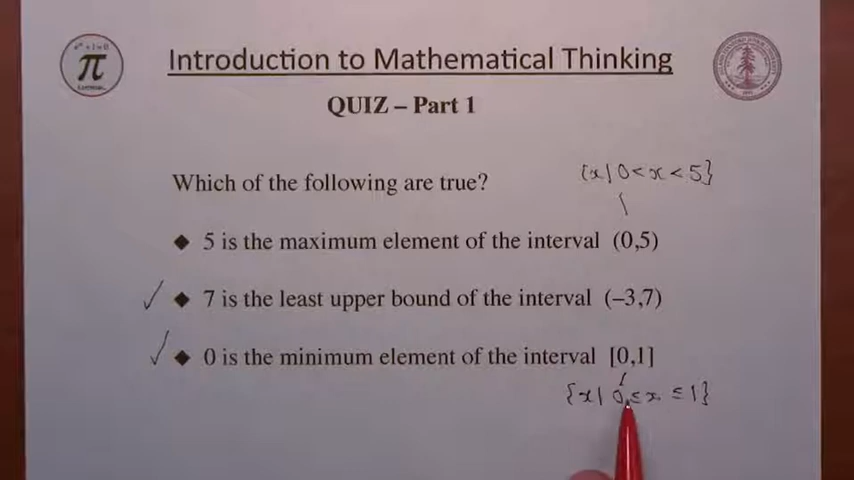 Introduction to Mathematical Thinking
QUIZ – Part 1
Which of the following are true?
{x | 0 < x < 5}
◆ 5 is the maximum element of the interval (0,5)
✓ ◆ 7 is the least upper bound of the interval (–3,7)
✓ ◆ 0 is the minimum element of the interval [0,1]
{x | 0 ≤ x ≤ 1}